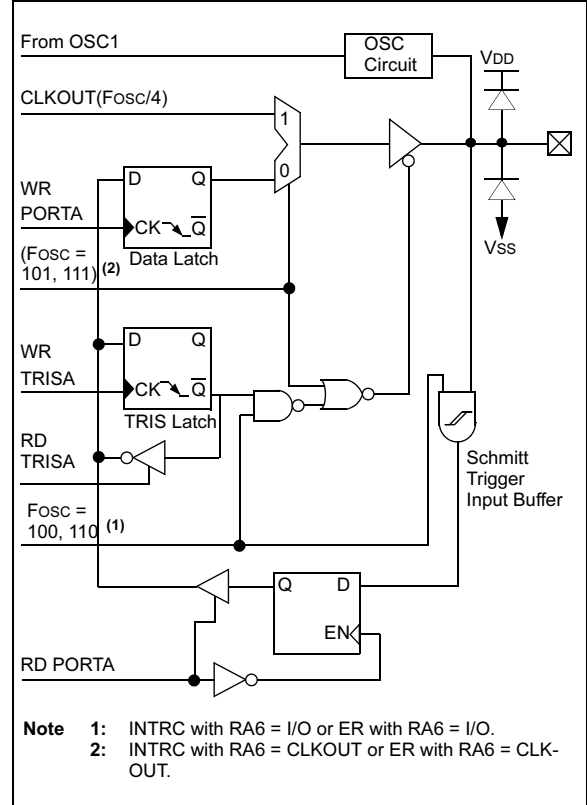 From OSC1
OSC
Circuit
VDD
CLKOUT(FOSC/4)
1
0
WR
PORTA
D
Q
CK
Q
Data Latch
VSS
(FOSC =
101, 111) (2)
WR
TRISA
D
Q
CK
Q
TRIS Latch
RD
TRISA
Schmitt
Trigger
Input Buffer
FOSC =
100, 110 (1)
Q
D
EN
RD PORTA
Note 1: INTRC with RA6 = I/O or ER with RA6 = I/O.
2: INTRC with RA6 = CLKOUT or ER with RA6 = CLK-
OUT.